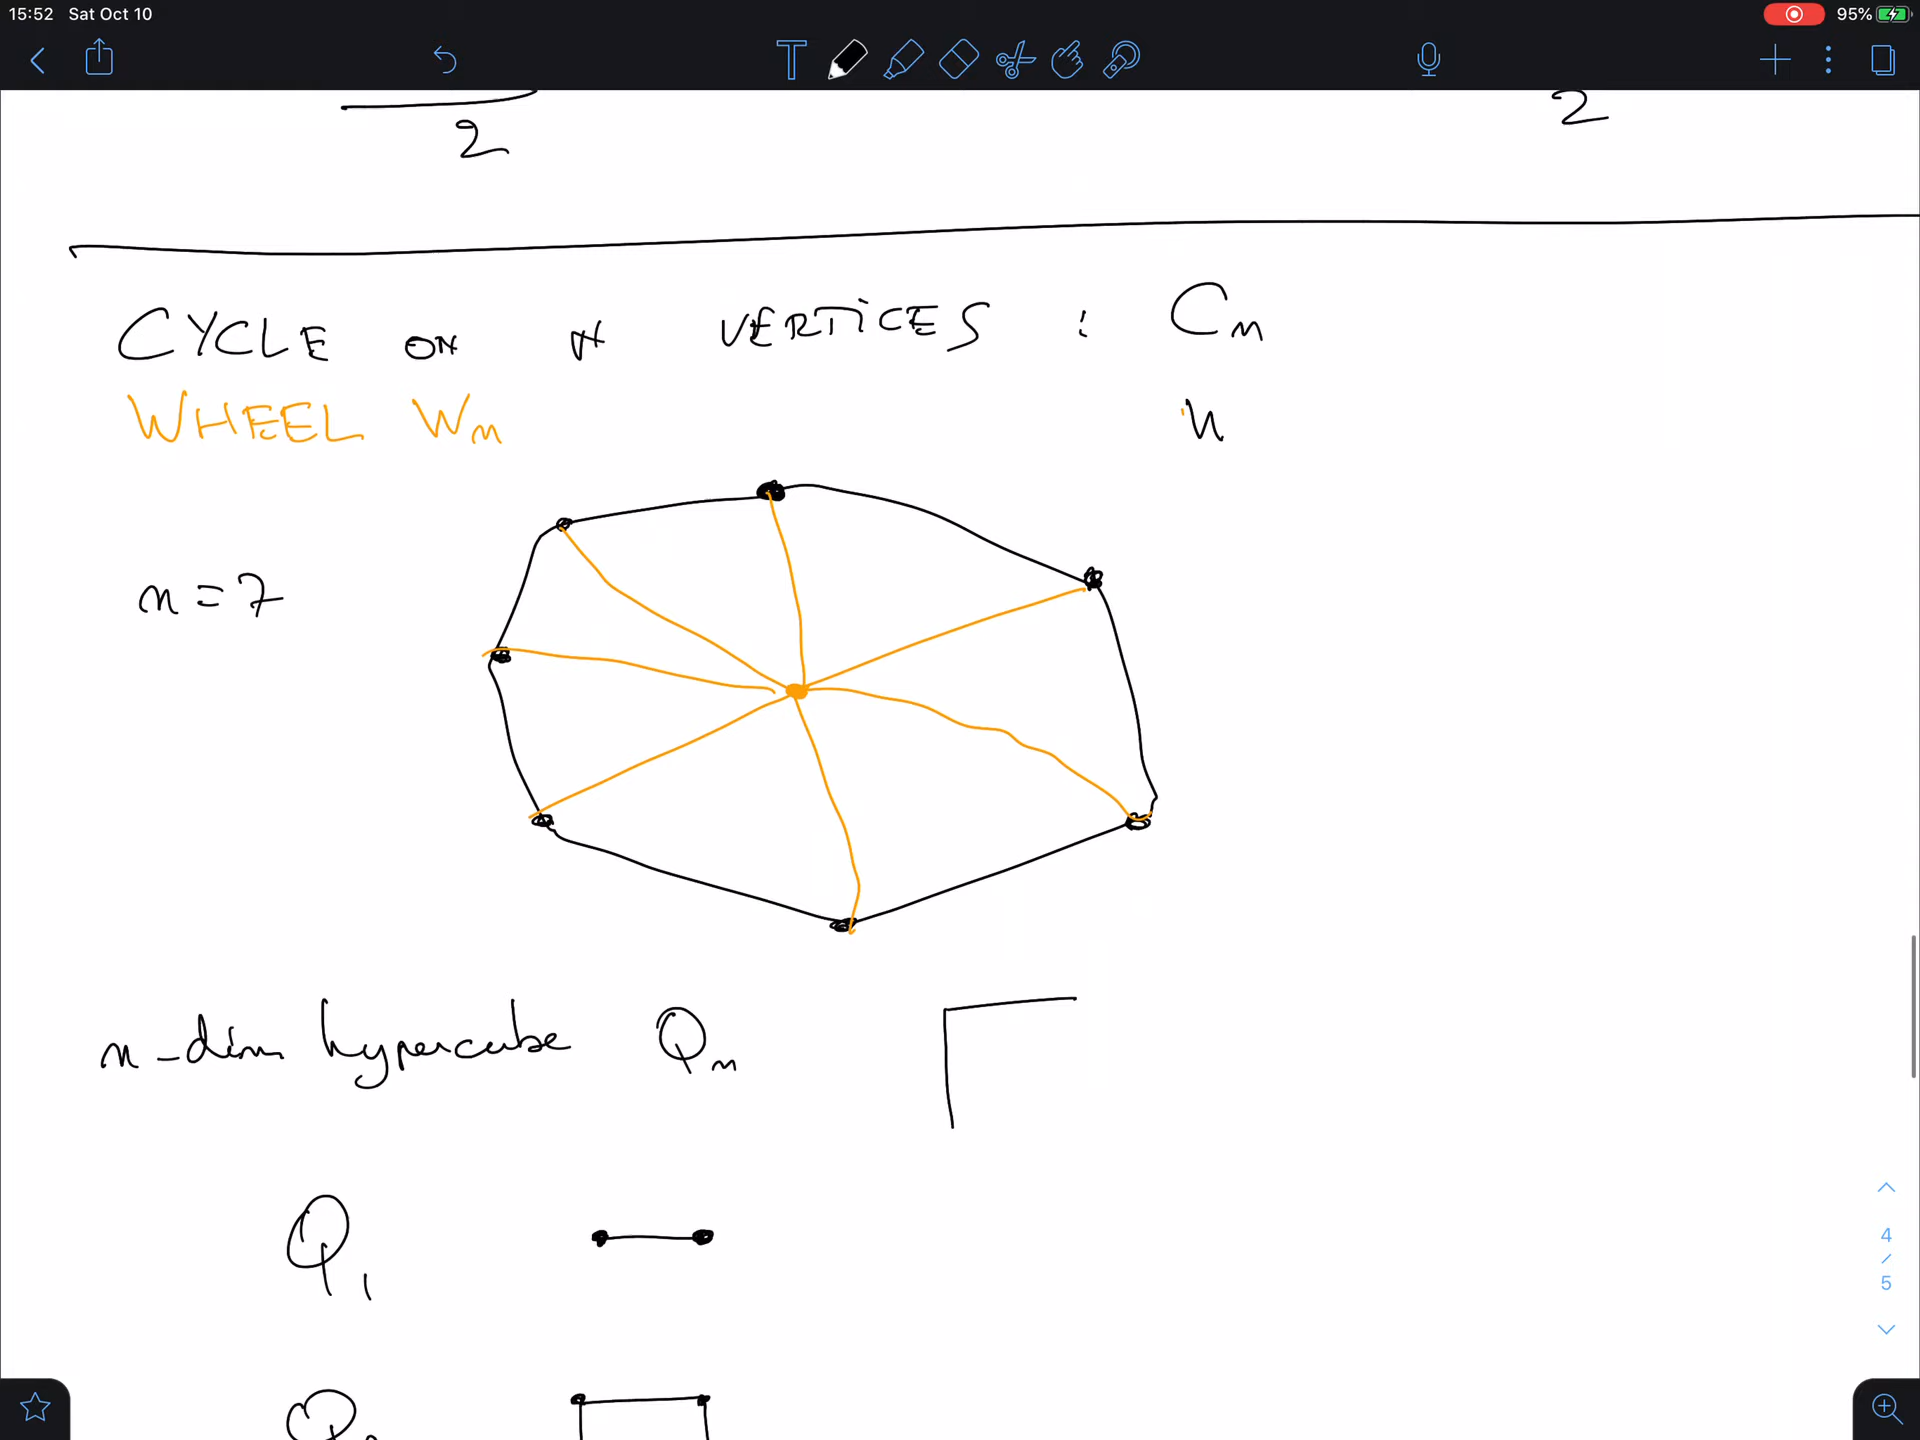 15:52 Sat Oct 10
95%
2
2
CYCLE ON n VERTICES : Cn
WHEEL Wn
n
n = 7
n-dim hypercube Qn
Q1
4
/
5